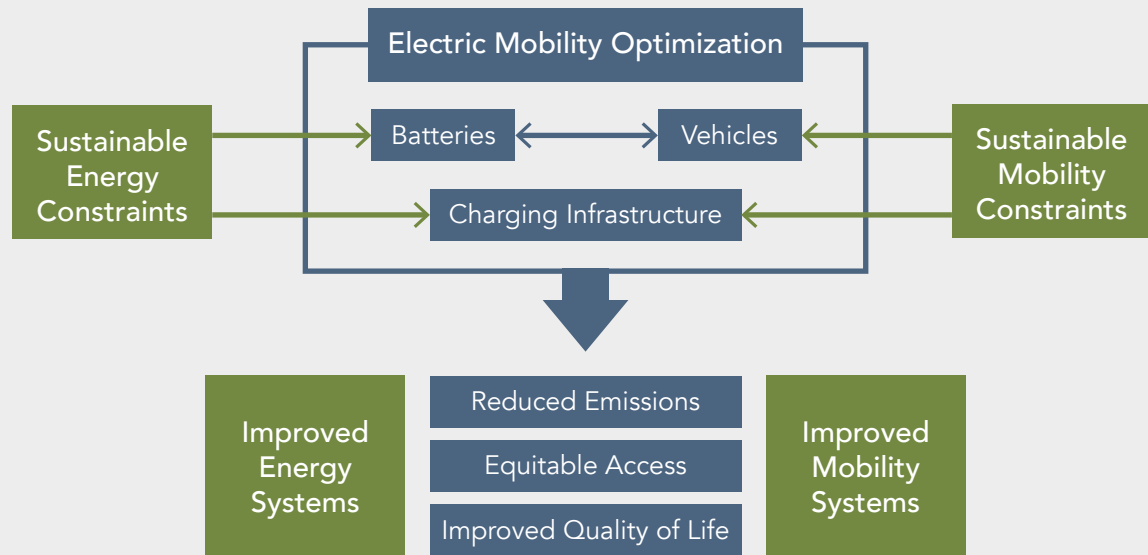 Electric Mobility Optimization
Sustainable
Energy
Constraints
Batteries
Vehicles
Charging Infrastructure
Sustainable
Mobility
Constraints
Improved
Energy
Systems
Reduced Emissions
Equitable Access
Improved Quality of Life
Improved
Mobility
Systems